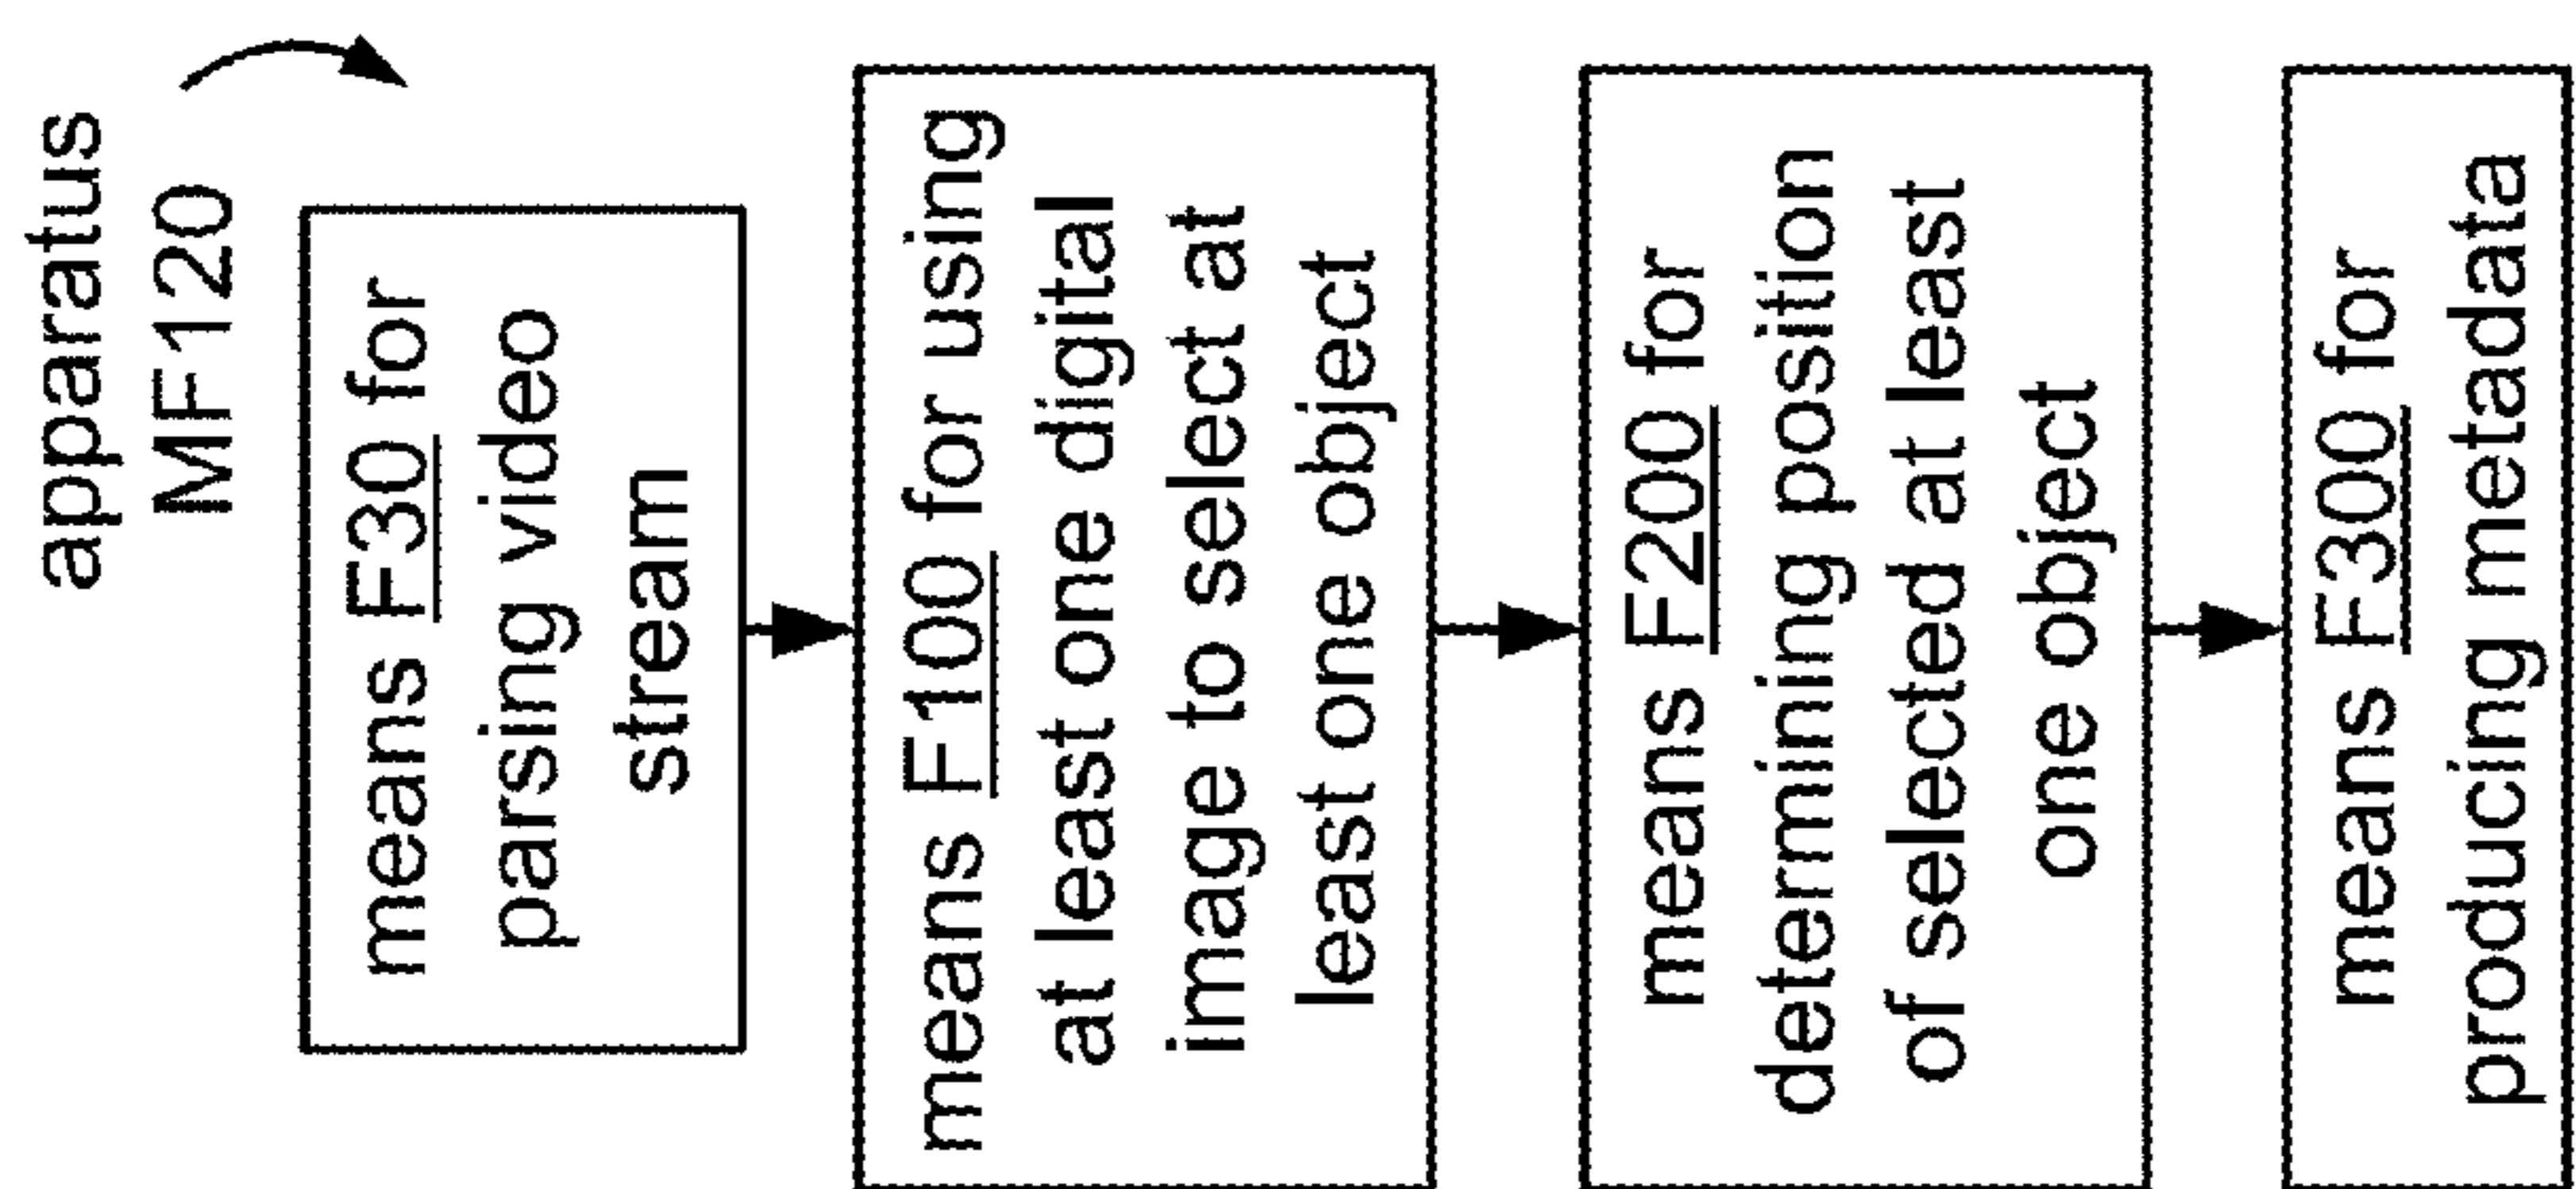 apparatus
MF120
means F30 for
parsing video
stream
means F100 for using
at least one digital
image to select at
least one object
means F200 for
determining position
of selected at least
one object
means F300 for
producing metadata